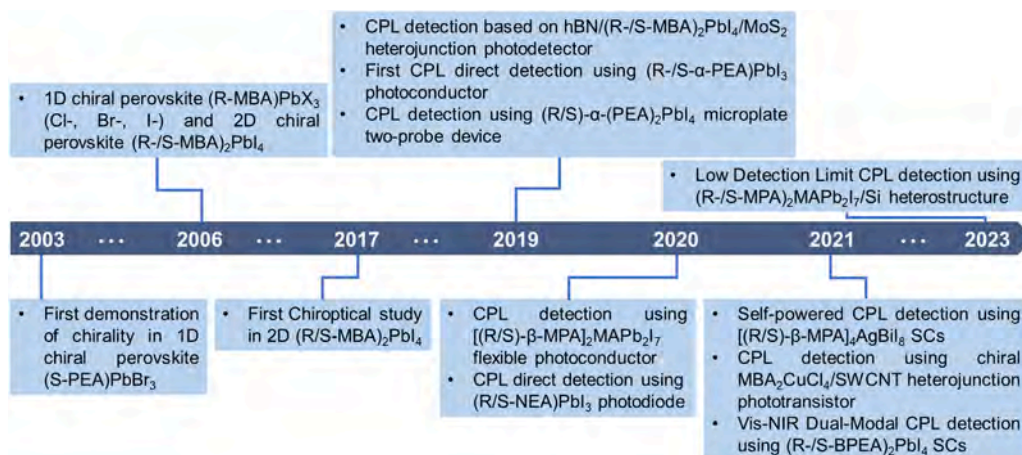 • CPL detection based on hBN/(R-/S-MBA)₂PbI₄/MoS₂
heterojunction photodetector
• First CPL direct detection using (R-/S-α-PEA)PbI₃
photoconductor
• CPL detection using (R/S)-α-(PEA)₂PbI₄ microplate
two-probe device
• 1D chiral perovskite (R-MBA)PbX₃
(Cl-, Br-, I-) and 2D chiral
perovskite (R-/S-MBA)₂PbI₄
• Low Detection Limit CPL detection using
(R-/S-MPA)₂MAPb₂I₇/Si heterostructure
2003 ··· 2006 ··· 2017 ··· 2019 2020 2021 ··· 2023
• First demonstration
of chirality in 1D
chiral perovskite
(S-PEA)PbBr₃
• First Chiroptical study
in 2D (R/S-MBA)₂PbI₄
• CPL detection using
[(R/S)-β-MPA]₂MAPb₂I₇
flexible photoconductor
• CPL direct detection using
(R/S-NEA)PbI₃ photodiode
• Self-powered CPL detection using
[(R/S)-β-MPA]₄AgBiI₈ SCs
• CPL detection using chiral
MBA₂CuCl₄/SWCNT heterojunction
phototransistor
• Vis-NIR Dual-Modal CPL detection
using (R-/S-BPEA)₂PbI₄ SCs